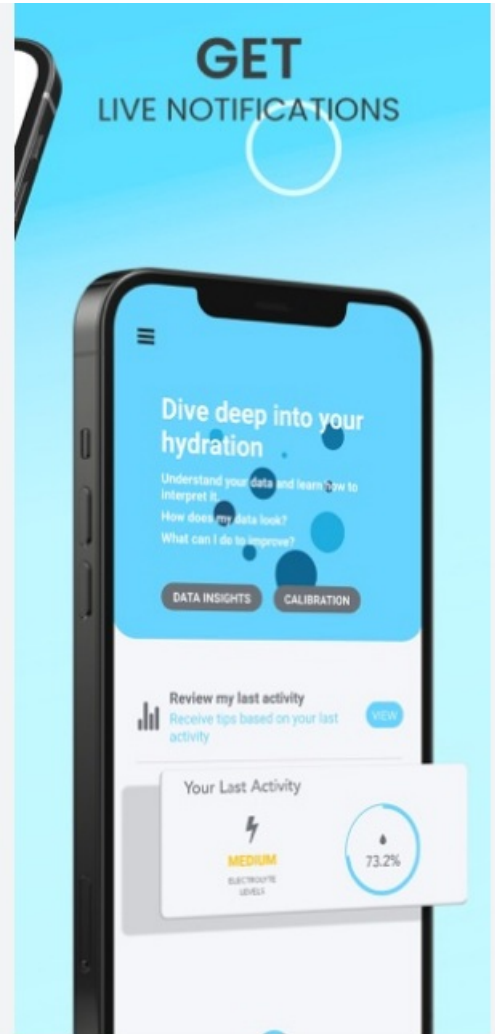 GET
LIVE NOTIFICATIONS
Dive deep into your
hydration
Understand your data and learn how to
interpret it.
How does my data look?
What can I do to improve?
DATA INSIGHTS
CALIBRATION
Review my last activity
VIEW
Receive tips based on your last
activity
Your Last Activity
MEDIUM
73.2%
ELECTROLYTE
LEVELS